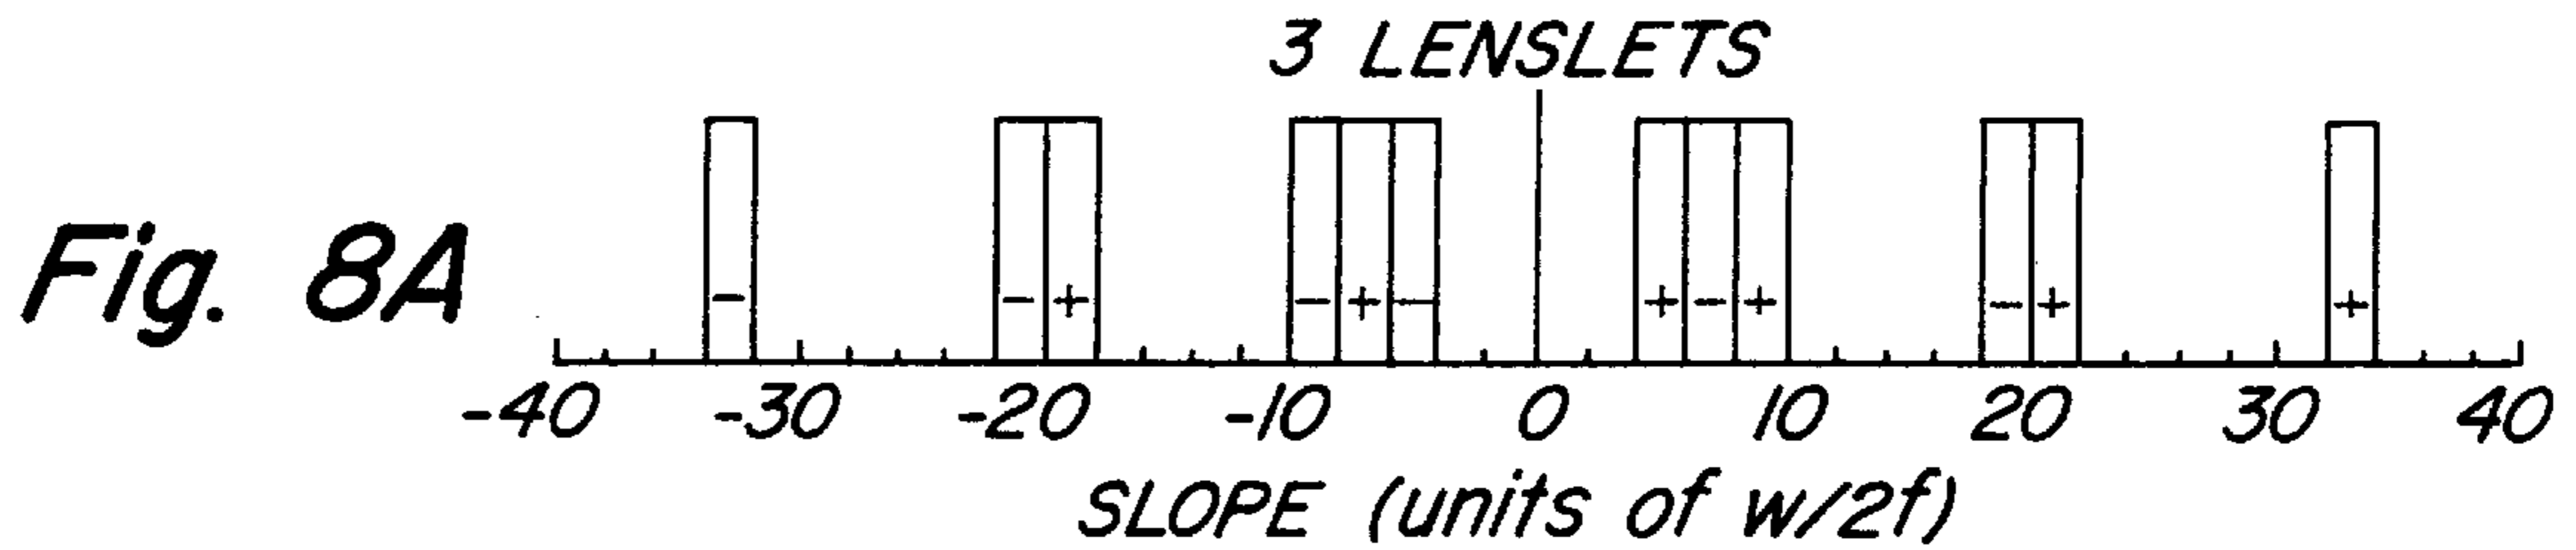 3 LENSLETS
Fig. 8A
- - + - + - + - + - + +
-40 -30 -20 -10 0 10 20 30 40
SLOPE (units of w/2f)